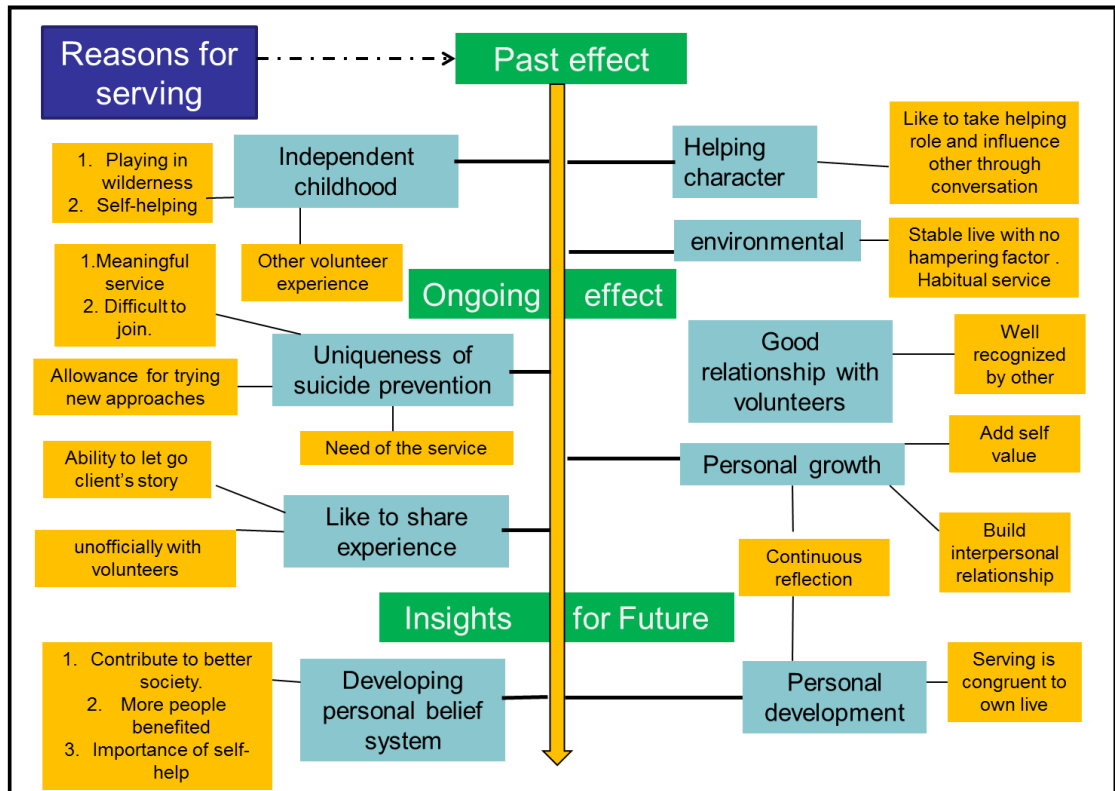 Reasons for
serving
Past effect
Independent
childhood
1. Playing in
wilderness
2. Self-helping
Other volunteer
experience
Helping
character
Like to take helping
role and influence
other through
conversation
environmental
Stable live with no
hampering factor .
Habitual service
Ongoing effect
1.Meaningful
service
2. Difficult to
join.
Uniqueness of
suicide prevention
Allowance for trying
new approaches
Need of the service
Good
relationship with
volunteers
Well
recognized
by other
Personal growth
Add self
value
Build
interpersonal
relationship
Continuous
reflection
Ability to let go
client's story
Like to share
experience
unofficially with
volunteers
Insights for Future
1. Contribute to better
society.
2. More people
benefited
3. Importance of self-
help
Developing
personal belief
system
Personal
development
Serving is
congruent to
own live